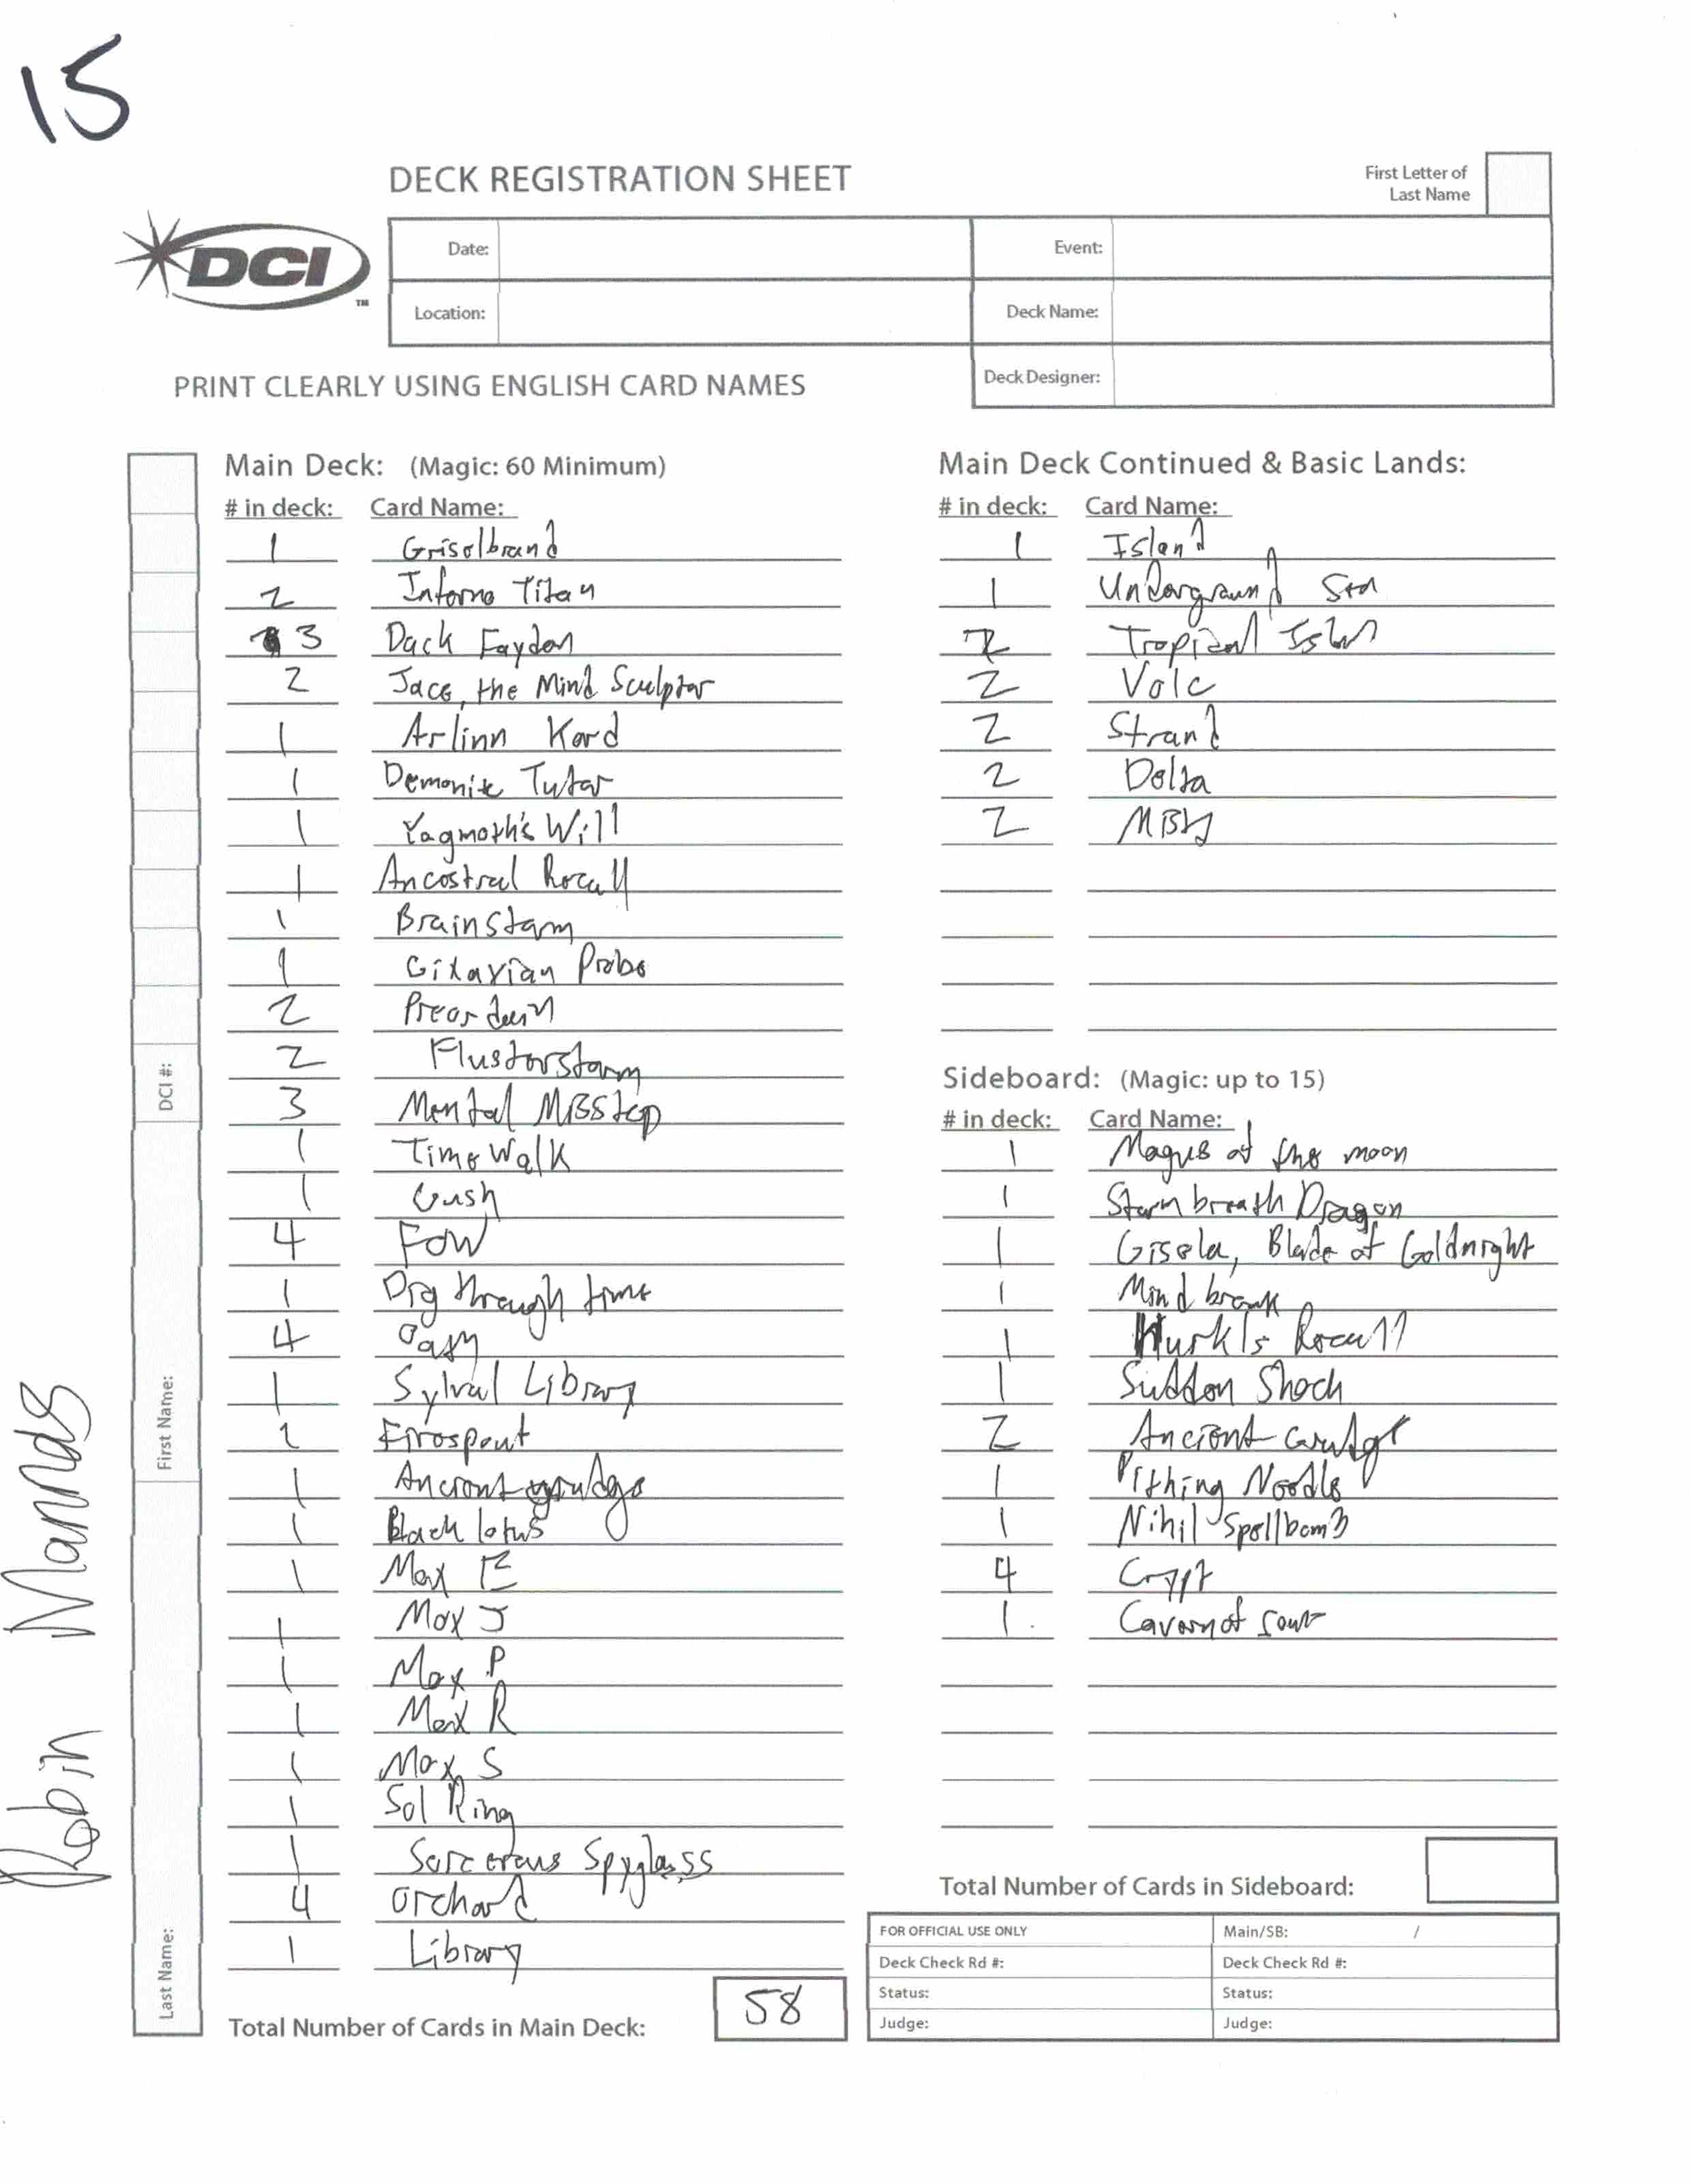 15
DECK REGISTRATION SHEET
First Letter of
Last Name
DCI
TM
Date:
Event:
Location:
Deck Name:
Deck Designer:
PRINT CLEARLY USING ENGLISH CARD NAMES
Main Deck: (Magic: 60 Minimum)
# in deck: Card Name:
1 Griselbrand
2 Inferno Titan
3 Dack Fayden
2 Jace, the Mind Sculptor
1 Arlinn Kord
1 Demonic Tutor
1 Yagmoth's Will
1 Ancestral Recall
1 Brainstorm
1 Gitaxian Probe
2 Preordain
2 Flusterstorm
3 Mental Misstep
1 Time Walk
1 Gush
4 FOW
1 Dig through time
4 Oath
1 Sylval Library
1 Firespout
1 Ancient grudge
1 Black lotus
1 Mox E
1 Mox J
1 Mox P
1 Mox R
1 Mox S
1 Sol Ring
1 Sorcerous Spyglass
4 Orchard
1 Library
Total Number of Cards in Main Deck: 58
Main Deck Continued & Basic Lands:
# in deck: Card Name:
1 Island
1 Underground Sea
2 Tropical Islan
2 Volc
2 Strand
2 Delta
2
Sideboard: (Magic: up to 15)
# in deck: Card Name:
1 Magus of the moon
1 Stormbreath Dragon
1 Gisela, Blade of Goldnight
1 Mindbreak
1 Hurkl's Recall
1 Sudden Shock
2 Ancient Grudge
1 Pithing Needle
1 Nihil Spellbomb
4 Crypt
1 Cavern of
Total Number of Cards in Sideboard:
FOR OFFICIAL USE ONLY
Main/SB: /
Deck Check Rd #:
Deck Check Rd #:
Status:
Status:
Judge:
Judge:
DCI #:
First Name:
Last Name:
Robin Mannds